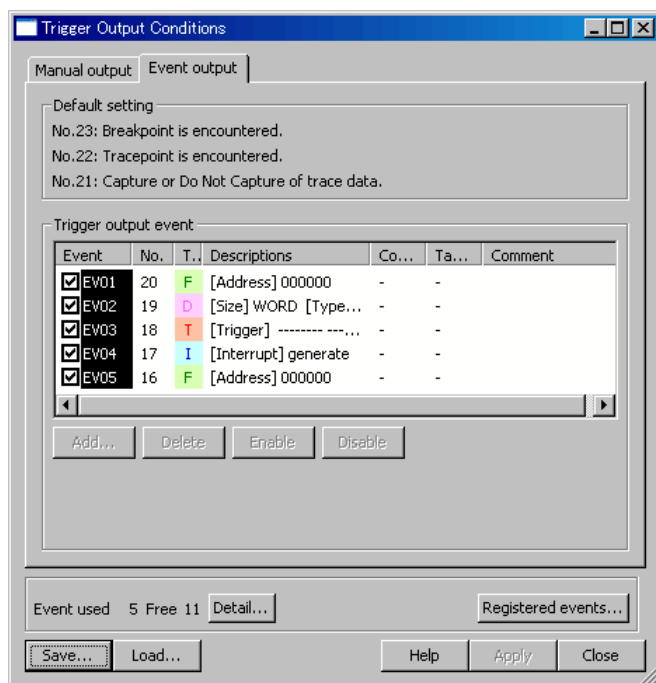 Trigger Output Conditions
Manual output Event output
Default setting
No.23: Breakpoint is encountered.
No.22: Tracepoint is encountered.
No.21: Capture or Do Not Capture of trace data.
Trigger output event
Event No. T.. Descriptions Co... Ta... Comment
EV01 20 F [Address] 000000 - -
EV02 19 D [Size] WORD [Type... - -
EV03 18 T [Trigger] -------- ---... - -
EV04 17 I [Interrupt] generate - -
EV05 16 F [Address] 000000 - -
Add... Delete Enable Disable
Event used 5 Free 11 Detail... Registered events...
Save... Load... Help Apply Close